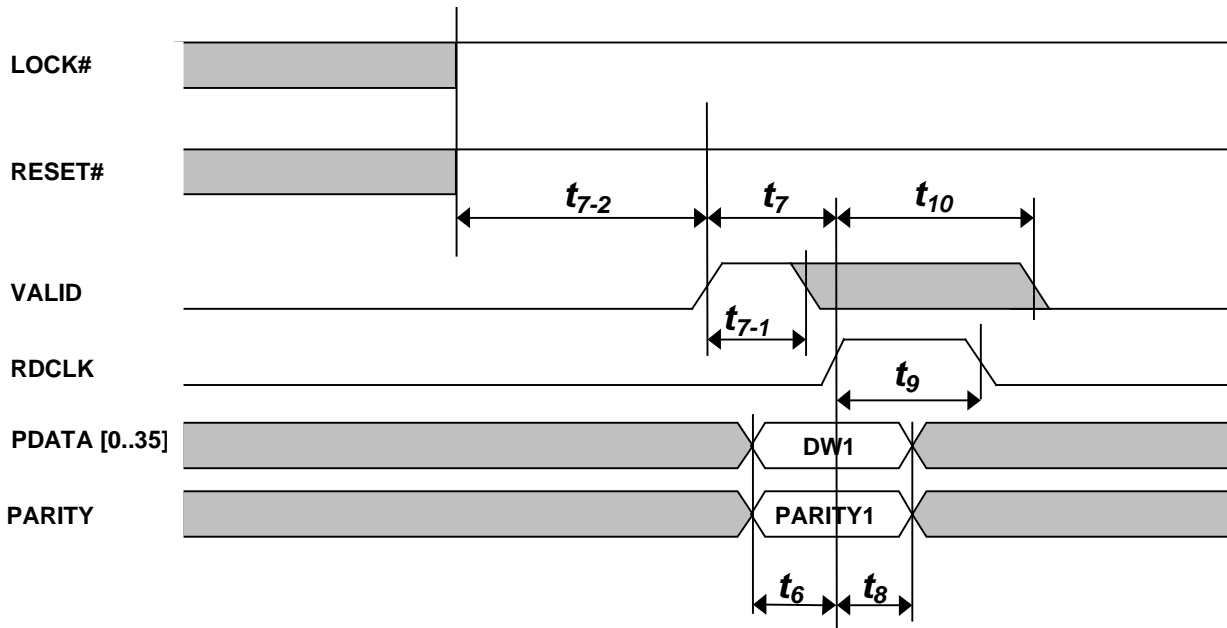 LOCK#
RESET#
t7-2
t7
t10
VALID
t7-1
RDCLK
t9
PDATA [0..35]
DW1
PARITY
PARITY1
t6
t8